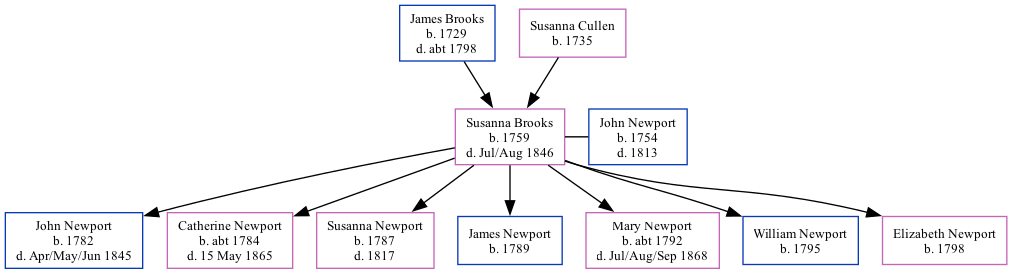 James Brooks
b. 1729
d. abt 1798
Susanna Cullen
b. 1735
Susanna Brooks
b. 1759
d. Jul/Aug 1846
John Newport
b. 1754
d. 1813
John Newport
b. 1782
d. Apr/May/Jun 1845
Catherine Newport
b. abt 1784
d. 15 May 1865
Susanna Newport
b. 1787
d. 1817
James Newport
b. 1789
Mary Newport
b. abt 1792
d. Jul/Aug/Sep 1868
William Newport
b. 1795
Elizabeth Newport
b. 1798